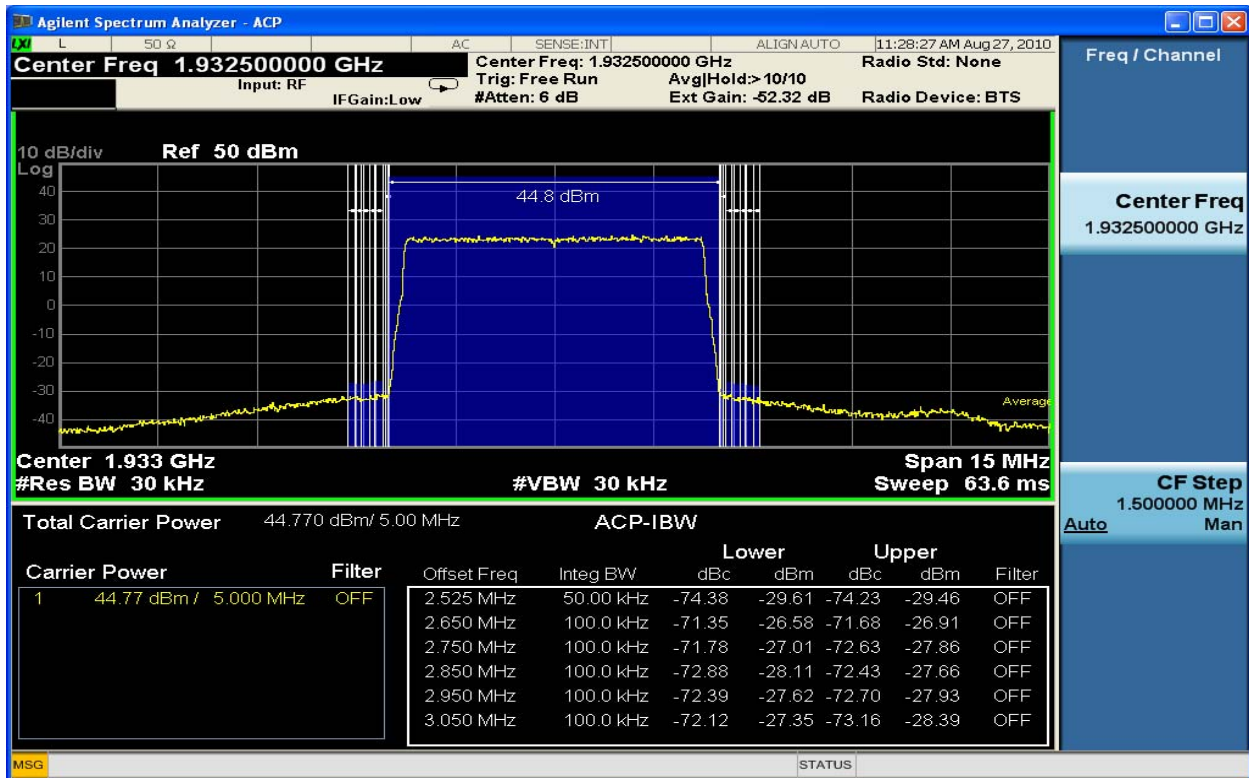 Agilent Spectrum Analyzer - ACP
LXI L 50 Ω AC SENSE:INT ALIGN AUTO 11:28:27 AM Aug 27, 2010
Center Freq 1.932500000 GHz Center Freq: 1.932500000 GHz Radio Std: None
Input: RF Trig: Free Run Avg|Hold:> 10/10
IFGain:Low #Atten: 6 dB Ext Gain: -52.32 dB Radio Device: BTS
Freq / Channel
10 dB/div Ref 50 dBm
Log
40
44.8 dBm
30
20
10
0
-10
-20
-30
Average
-40
Center 1.933 GHz Span 15 MHz
#Res BW 30 kHz #VBW 30 kHz Sweep 63.6 ms
Center Freq
1.932500000 GHz
CF Step
1.500000 MHz
Auto Man
Total Carrier Power 44.770 dBm/ 5.00 MHz ACP-IBW
Lower Upper
Carrier Power Filter Offset Freq Integ BW dBc dBm dBc dBm Filter
1 44.77 dBm / 5.000 MHz OFF 2.525 MHz 50.00 kHz -74.38 -29.61 -74.23 -29.46 OFF
2.650 MHz 100.0 kHz -71.35 -26.58 -71.68 -26.91 OFF
2.750 MHz 100.0 kHz -71.78 -27.01 -72.63 -27.86 OFF
2.850 MHz 100.0 kHz -72.88 -28.11 -72.43 -27.66 OFF
2.950 MHz 100.0 kHz -72.39 -27.62 -72.70 -27.93 OFF
3.050 MHz 100.0 kHz -72.12 -27.35 -73.16 -28.39 OFF
MSG STATUS